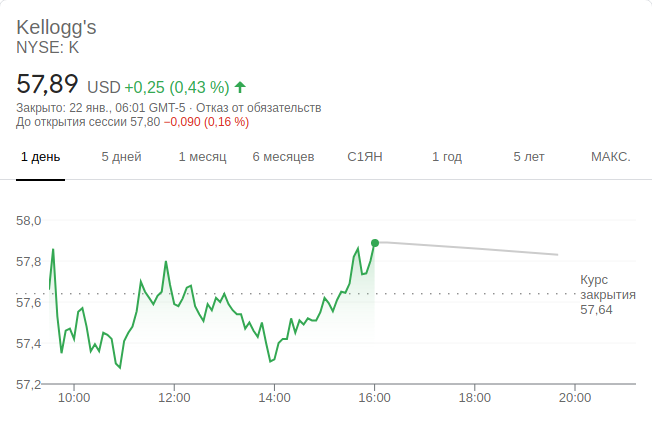 Kellogg's
NYSE: K
57,89 USD +0,25 (0,43 %)
Закрыто: 22 янв., 06:01 GMT-5 · Отказ от обязательств
До открытия сессии 57,80 −0,090 (0,16 %)
1 день 5 дней 1 месяц 6 месяцев С1ЯН 1 год 5 лет МАКС.
58,0
57,8
57,6
57,4
57,2
Курс
закрытия
57,64
10:00 12:00 14:00 16:00 18:00 20:00